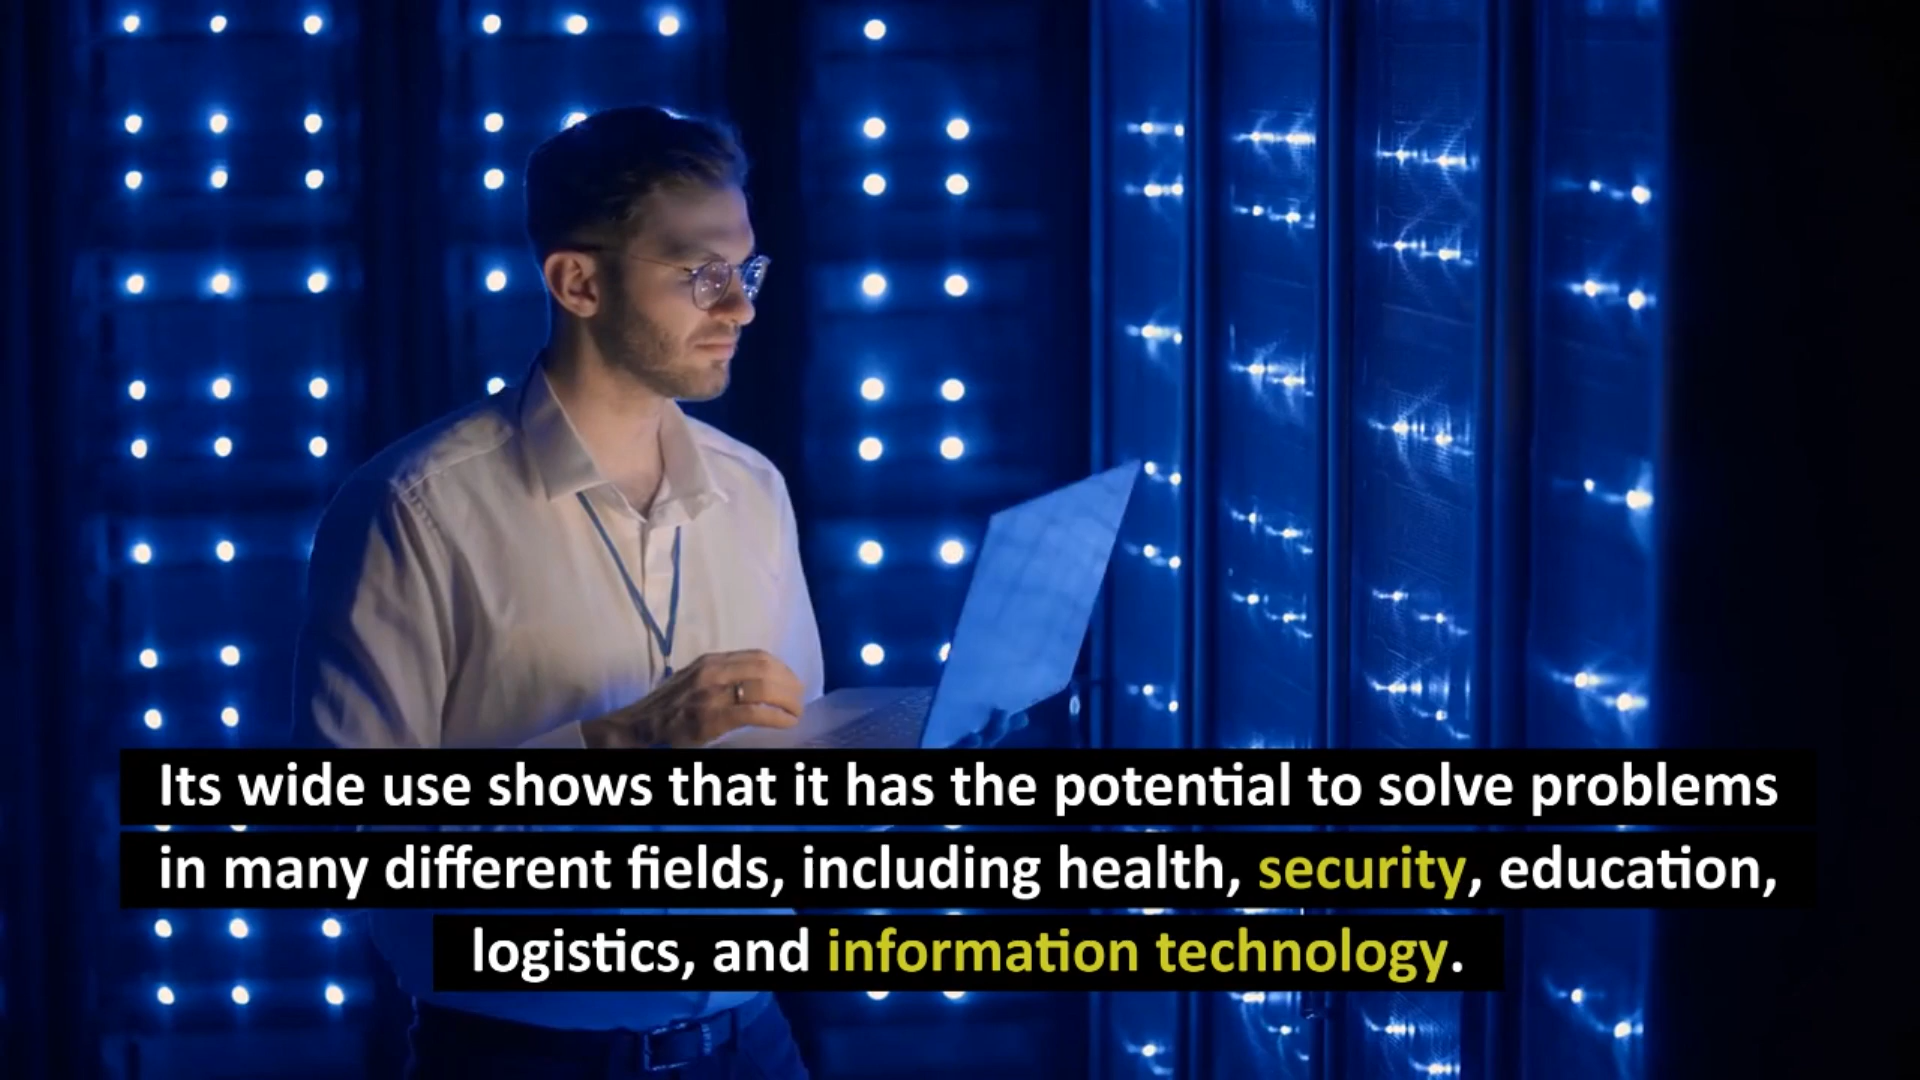 Its wide use shows that it has the potential to solve problems
in many different fields, including health, security, education,
logistics, and information technology.